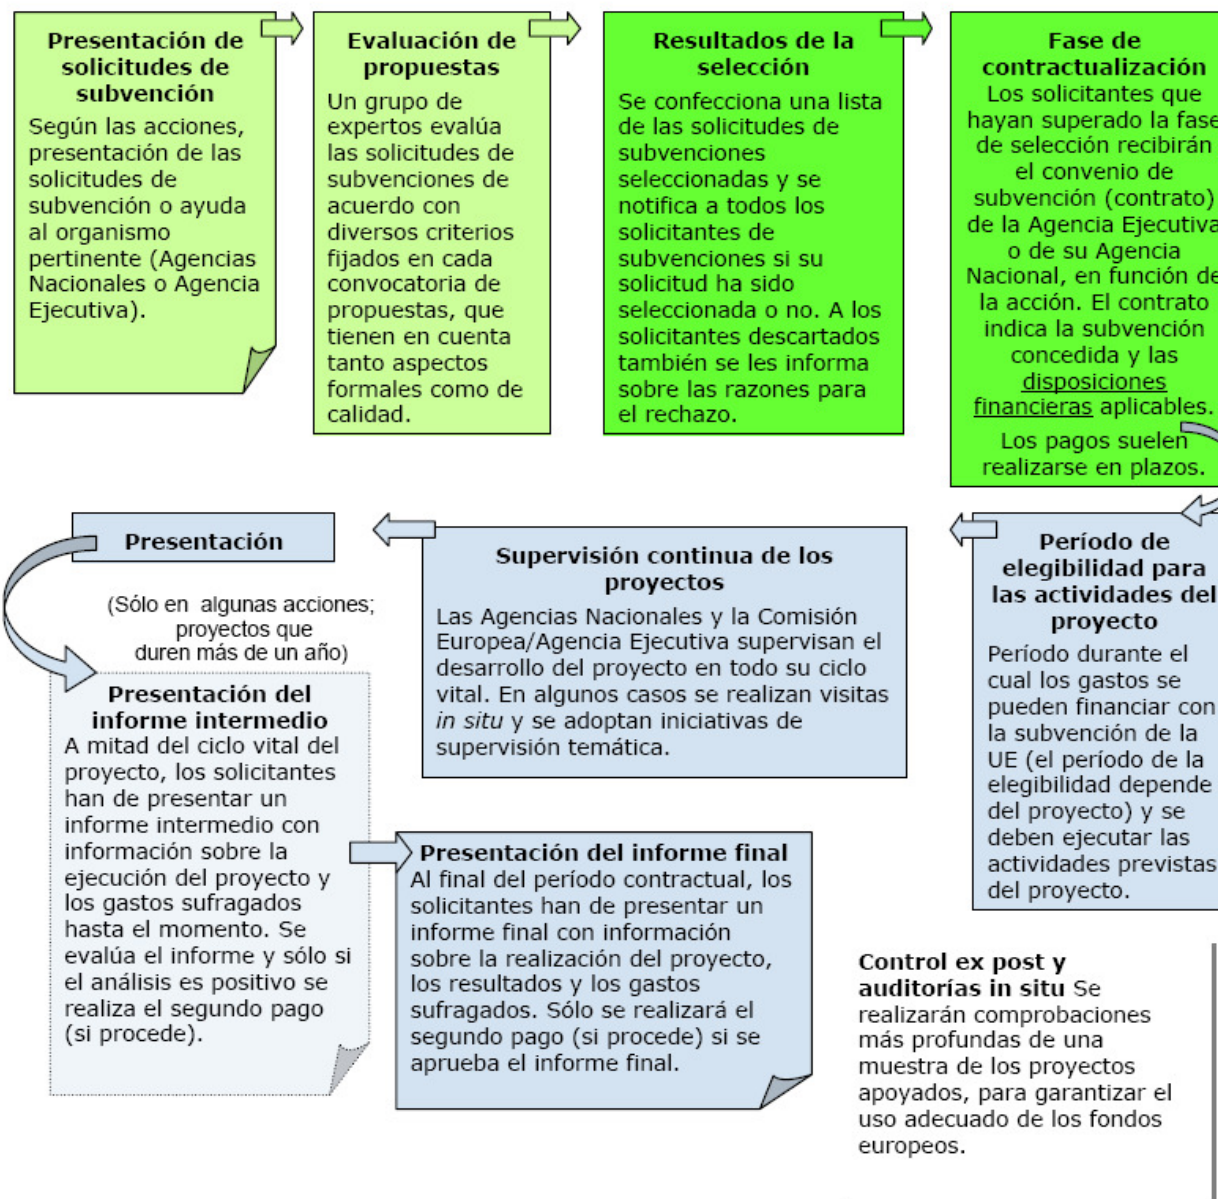 Presentación de
solicitudes de
subvención
Según las acciones,
presentación de las
solicitudes de
subvención o ayuda
al organismo
pertinente (Agencias
Nacionales o Agencia
Ejecutiva).
Evaluación de
propuestas
Un grupo de
expertos evalúa
las solicitudes de
subvenciones de
acuerdo con
diversos criterios
fijados en cada
convocatoria de
propuestas, que
tienen en cuenta
tanto aspectos
formales como de
calidad.
Resultados de la
selección
Se confecciona una lista
de las solicitudes de
subvenciones
seleccionadas y se
notifica a todos los
solicitantes de
subvenciones si su
solicitud ha sido
seleccionada o no. A los
solicitantes descartados
también se les informa
sobre las razones para
el rechazo.
Fase de
contractualización
Los solicitantes que
hayan superado la fase
de selección recibirán
el convenio de
subvención (contrato)
de la Agencia Ejecutiva
o de su Agencia
Nacional, en función de
la acción. El contrato
indica la subvención
concedida y las
disposiciones
financieras aplicables.
Los pagos suelen
realizarse en plazos.
Período de
elegibilidad para
las actividades del
proyecto
Período durante el
cual los gastos se
pueden financiar con
la subvención de la
UE (el período de la
elegibilidad depende
del proyecto) y se
deben ejecutar las
actividades previstas
del proyecto.
Supervisión continua de los
proyectos
Las Agencias Nacionales y la Comisión
Europea/Agencia Ejecutiva supervisan el
desarrollo del proyecto en todo su ciclo
vital. En algunos casos se realizan visitas
in situ y se adoptan iniciativas de
supervisión temática.
Presentación
(Sólo en algunas acciones;
proyectos que
duren más de un año)
Presentación del
informe intermedio
A mitad del ciclo vital del
proyecto, los solicitantes
han de presentar un
informe intermedio con
información sobre la
ejecución del proyecto y
los gastos sufragados
hasta el momento. Se
evalúa el informe y sólo si
el análisis es positivo se
realiza el segundo pago
(si procede).
Presentación del informe final
Al final del período contractual, los
solicitantes han de presentar un
informe final con información
sobre la realización del proyecto,
los resultados y los gastos
sufragados. Sólo se realizará el
segundo pago (si procede) si se
aprueba el informe final.
Control ex post y
auditorías in situ Se
realizarán comprobaciones
más profundas de una
muestra de los proyectos
apoyados, para garantizar el
uso adecuado de los fondos
europeos.